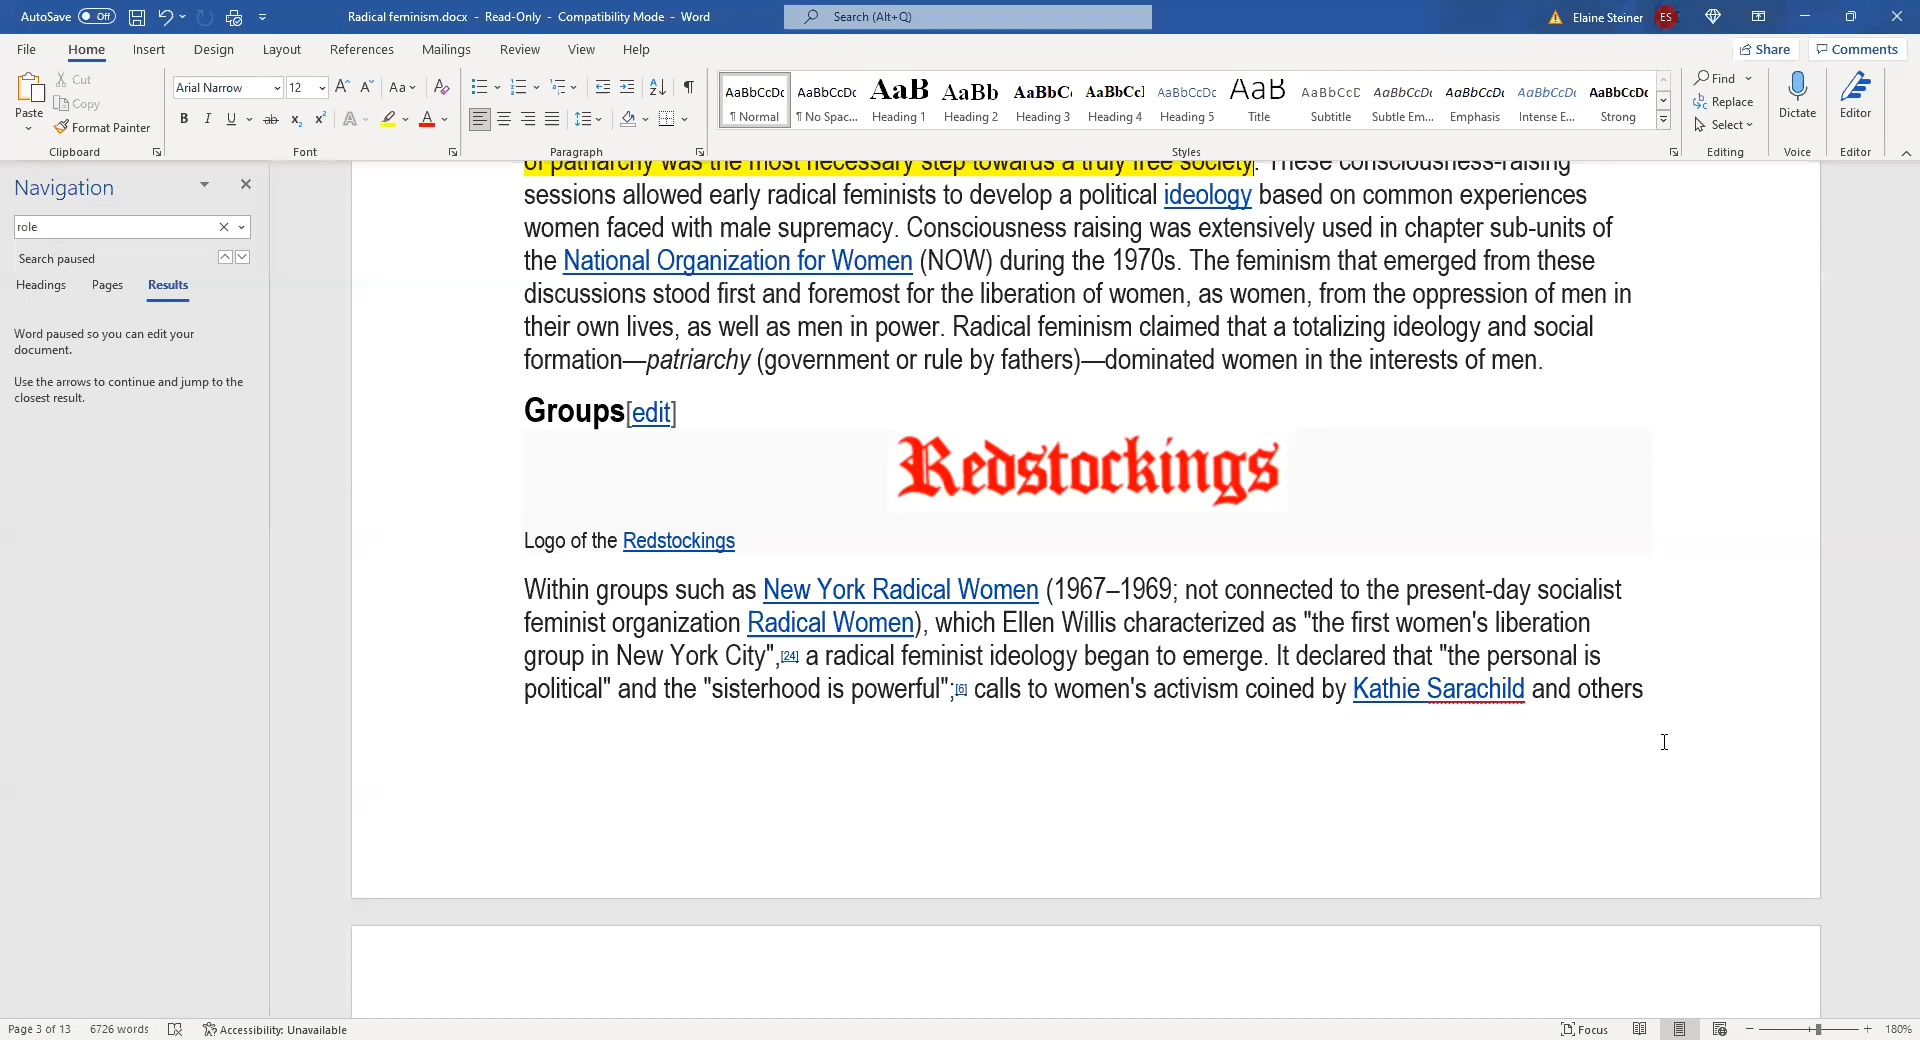 AutoSave Off
Radical feminism.docx - Read-Only - Compatibility Mode - Word
Search (Alt+Q)
Elaine Steiner ES
File Home Insert Design Layout References Mailings Review View Help
Share Comments
Paste
Cut
Copy
Format Painter
Arial Narrow 12
AaBbCcDc AaBbCcDc AaB AaBb AaBbC AaBbCcI AaBbCcDc AaB AaBbCcD AaBbCcDc AaBbCcDc AaBbCcDc AaBbCcDc
¶ Normal ¶ No Spac... Heading 1 Heading 2 Heading 3 Heading 4 Heading 5 Title Subtitle Subtle Em... Emphasis Intense E... Strong
Find
Replace
Select
Dictate
Editor
Clipboard Font Paragraph Styles Editing Voice Editor
Navigation
role
Search paused
Headings Pages Results
Word paused so you can edit your
document.
Use the arrows to continue and jump to the
closest result.
of patriarchy was the most necessary step towards a truly free society. These consciousness-raising
sessions allowed early radical feminists to develop a political ideology based on common experiences
women faced with male supremacy. Consciousness raising was extensively used in chapter sub-units of
the National Organization for Women (NOW) during the 1970s. The feminism that emerged from these
discussions stood first and foremost for the liberation of women, as women, from the oppression of men in
their own lives, as well as men in power. Radical feminism claimed that a totalizing ideology and social
formation—patriarchy (government or rule by fathers)—dominated women in the interests of men.
Groups[edit]
Redstockings
Logo of the Redstockings
Within groups such as New York Radical Women (1967–1969; not connected to the present-day socialist
feminist organization Radical Women), which Ellen Willis characterized as "the first women's liberation
group in New York City",[24] a radical feminist ideology began to emerge. It declared that "the personal is
political" and the "sisterhood is powerful";[6] calls to women's activism coined by Kathie Sarachild and others
Page 3 of 13 6726 words Accessibility: Unavailable
Focus
180%